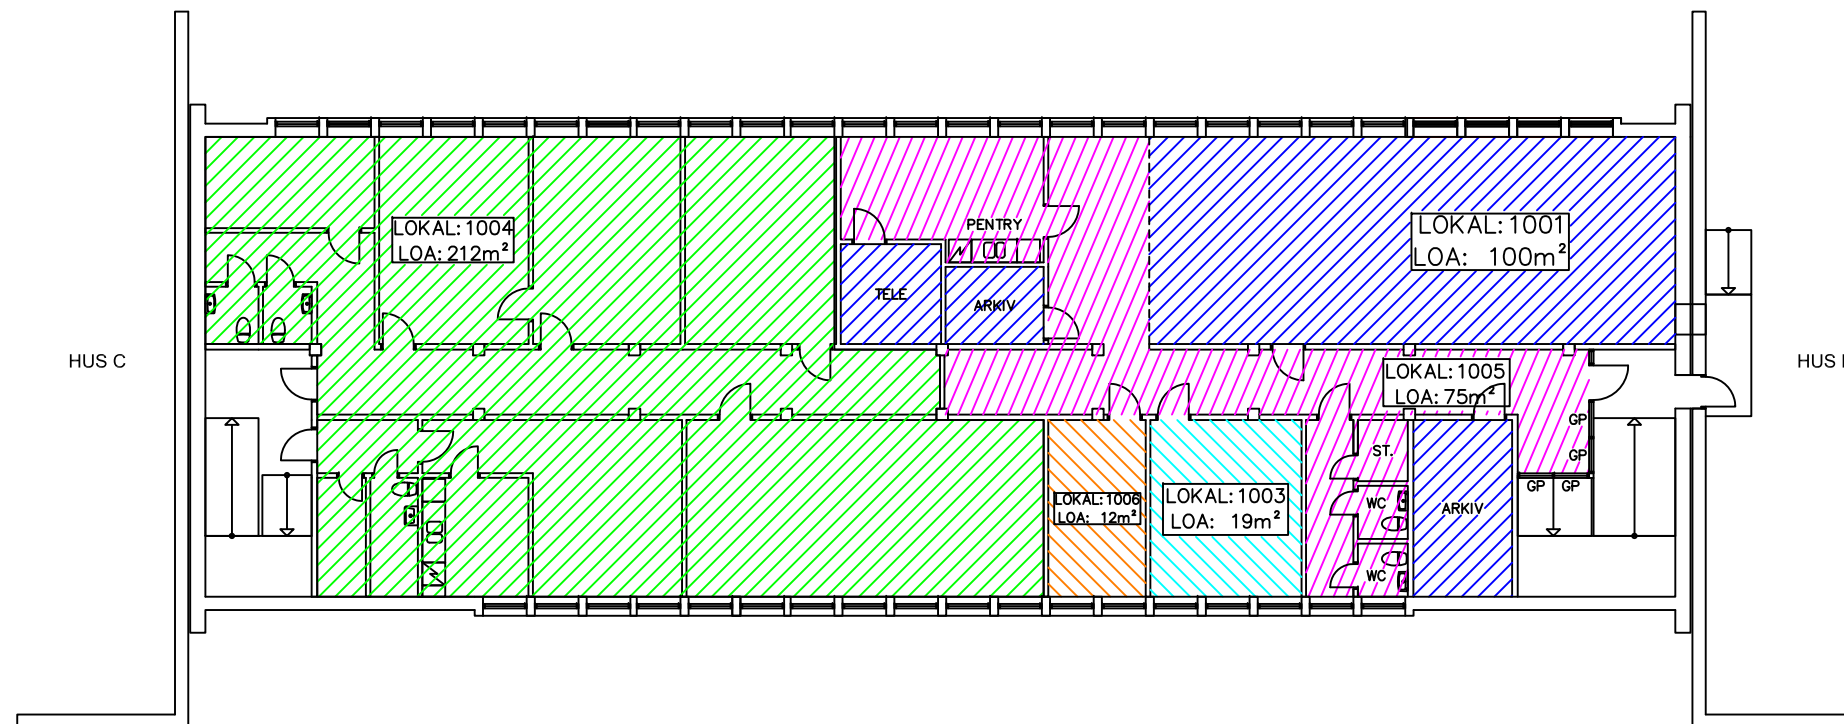 LOKAL: 1004
LOA: 212m²
PENTRY
LOKAL: 1001
LOA: 100m²
TELE
ARKIV
HUS C
HUS
LOKAL: 1005
LOA: 75m²
GP
ST.
GP
GP GP
LOKAL: 1006
LOA: 12m²
LOKAL: 1003
LOA: 19m²
WC
ARKIV
WC